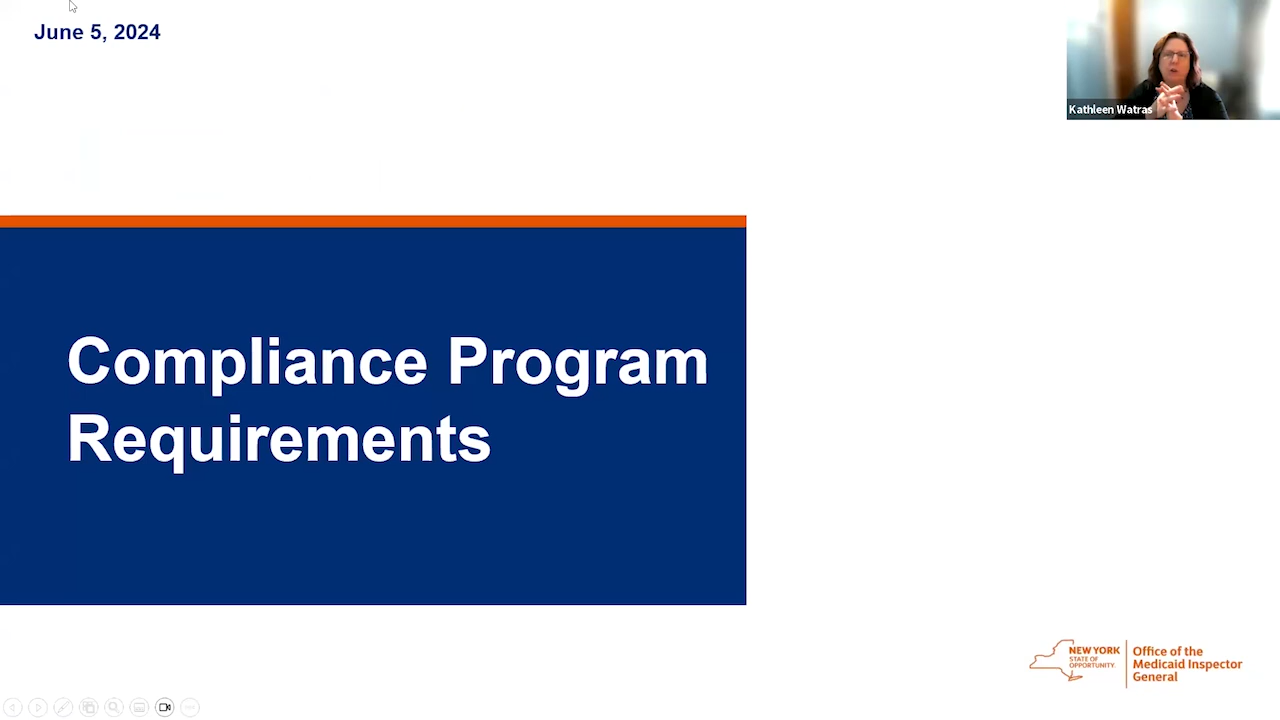 June 5, 2024
Kathleen Watras
Compliance Program
Requirements
NEW YORK
STATE OF
OPPORTUNITY.
Office of the
Medicaid Inspector
General